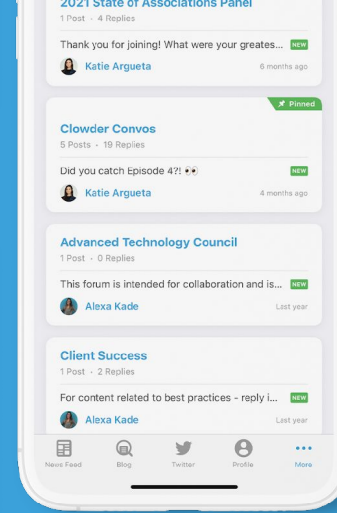 2021 State of Associations Panel
1 Post · 4 Replies
Thank you for joining! What were your greates... NEW
Katie Argueta 6 months ago
Pinned
Clowder Convos
5 Posts · 19 Replies
Did you catch Episode 4?! 👀 NEW
Katie Argueta 4 months ago
Advanced Technology Council
1 Post · 0 Replies
This forum is intended for collaboration and is... NEW
Alexa Kade Last year
Client Success
1 Post · 2 Replies
For content related to best practices - reply i... NEW
Alexa Kade Last year
News Feed Blog Twitter Profile More